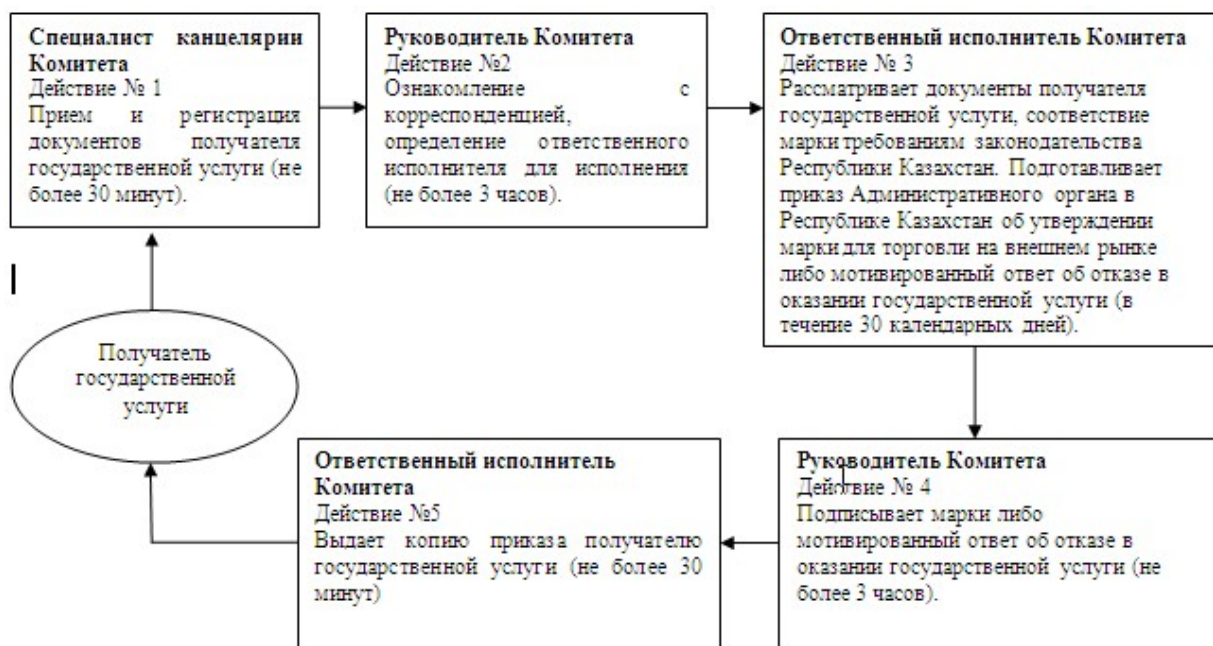 Специалист канцелярии
Комитета
Действие № 1
Прием и регистрация
документов получателя
государственной услуги (не
более 30 минут).
Руководитель Комитета
Действие №2
Ознакомление с
корреспонденцией,
определение ответственного
исполнителя для исполнения
(не более 3 часов).
Ответственный исполнитель Комитета
Действие № 3
Рассматривает документы получателя
государственной услуги, соответствие
марки требованиям законодательства
Республики Казахстан. Подготавливает
приказ Административного органа в
Республике Казахстан об утверждении
марки для торговли на внешнем рынке
либо мотивированный ответ об отказе в
оказании государственной услуги (в
течение 30 календарных дней).
Руководитель Комитета
Действие № 4
Подписывает марки либо
мотивированный ответ об отказе в
оказании государственной услуги (не
более 3 часов).
Ответственный исполнитель
Комитета
Действие №5
Выдает копию приказа получателю
государственной услуги (не более 30
минут)
Получатель
государственной
услуги